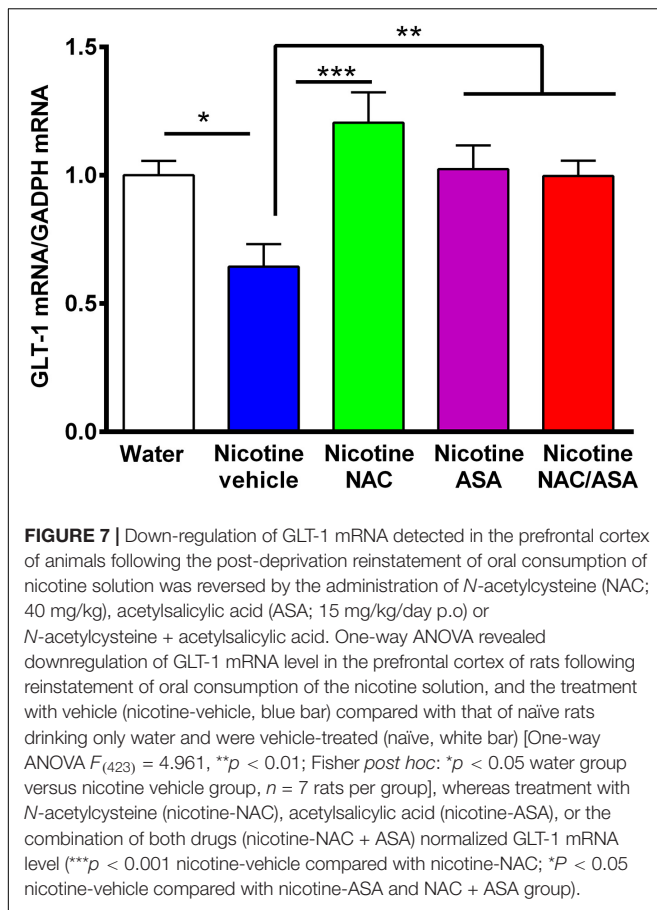 **
***
*
1.5
1.0
0.5
0.0
GLT-1 mRNA/GADPH mRNA
Water Nicotine Nicotine Nicotine Nicotine
vehicle NAC ASA NAC/ASA
FIGURE 7 | Down-regulation of GLT-1 mRNA detected in the prefrontal cortex
of animals following the post-deprivation reinstatement of oral consumption of
nicotine solution was reversed by the administration of N-acetylcysteine (NAC;
40 mg/kg), acetylsalicylic acid (ASA; 15 mg/kg/day p.o) or
N-acetylcysteine + acetylsalicylic acid. One-way ANOVA revealed
downregulation of GLT-1 mRNA level in the prefrontal cortex of rats following
reinstatement of oral consumption of the nicotine solution, and the treatment
with vehicle (nicotine-vehicle, blue bar) compared with that of naïve rats
drinking only water and were vehicle-treated (naïve, white bar) [One-way
ANOVA F(423) = 4.961, **p < 0.01; Fisher post hoc: *p < 0.05 water group
versus nicotine vehicle group, n = 7 rats per group], whereas treatment with
N-acetylcysteine (nicotine-NAC), acetylsalicylic acid (nicotine-ASA), or the
combination of both drugs (nicotine-NAC + ASA) normalized GLT-1 mRNA
level (***p < 0.001 nicotine-vehicle compared with nicotine-NAC; *P < 0.05
nicotine-vehicle compared with nicotine-ASA and NAC + ASA group).